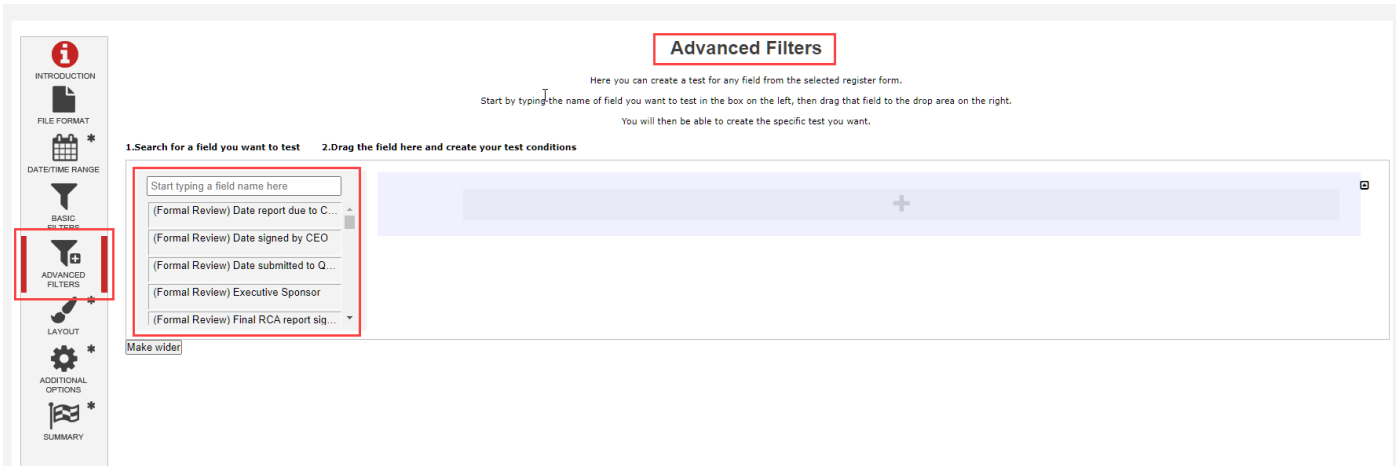 Advanced Filters
Here you can create a test for any field from the selected register form.
Start by typing the name of field you want to test in the box on the left, then drag that field to the drop area on the right.
You will then be able to create the specific test you want.
INTRODUCTION
FILE FORMAT
DATE/TIME RANGE
BASIC
FILTERS
ADVANCED
FILTERS
LAYOUT
ADDITIONAL
OPTIONS
SUMMARY
1.Search for a field you want to test 2.Drag the field here and create your test conditions
Start typing a field name here
(Formal Review) Date report due to C...
(Formal Review) Date signed by CEO
(Formal Review) Date submitted to Q...
(Formal Review) Executive Sponsor
(Formal Review) Final RCA report sig...
Make wider